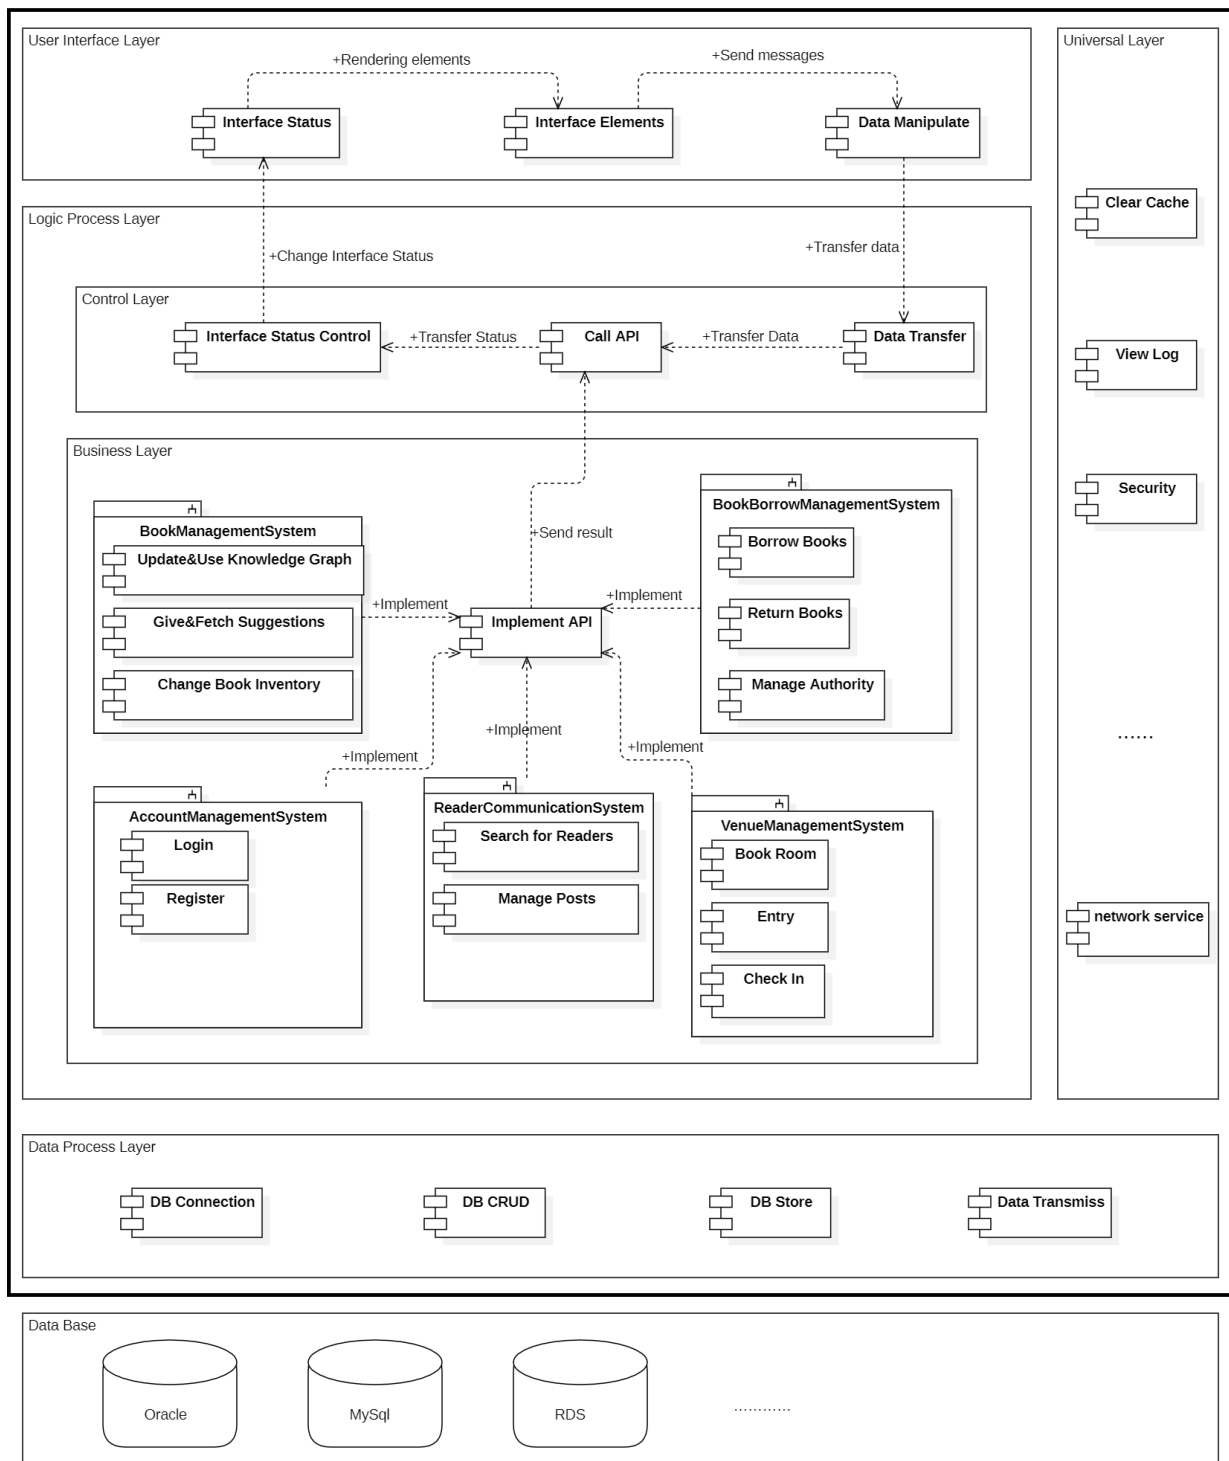 User Interface Layer
Universal Layer
+Rendering elements
+Send messages
Interface Status
Interface Elements
Data Manipulate
Clear Cache
Logic Process Layer
+Change Interface Status
+Transfer data
Control Layer
Interface Status Control
+Transfer Status
Call API
+Transfer Data
Data Transfer
View Log
Business Layer
Security
BookManagementSystem
Update&Use Knowledge Graph
Give&Fetch Suggestions
Change Book Inventory
+Send result
BookBorrowManagementSystem
Borrow Books
Return Books
Manage Authority
+Implement
Implement API
+Implement
+Implement
+Implement
+Implement
......
AccountManagementSystem
Login
Register
ReaderCommunicationSystem
Search for Readers
Manage Posts
VenueManagementSystem
Book Room
Entry
Check In
network service
Data Process Layer
DB Connection
DB CRUD
DB Store
Data Transmiss
Data Base
Oracle
MySql
RDS
............